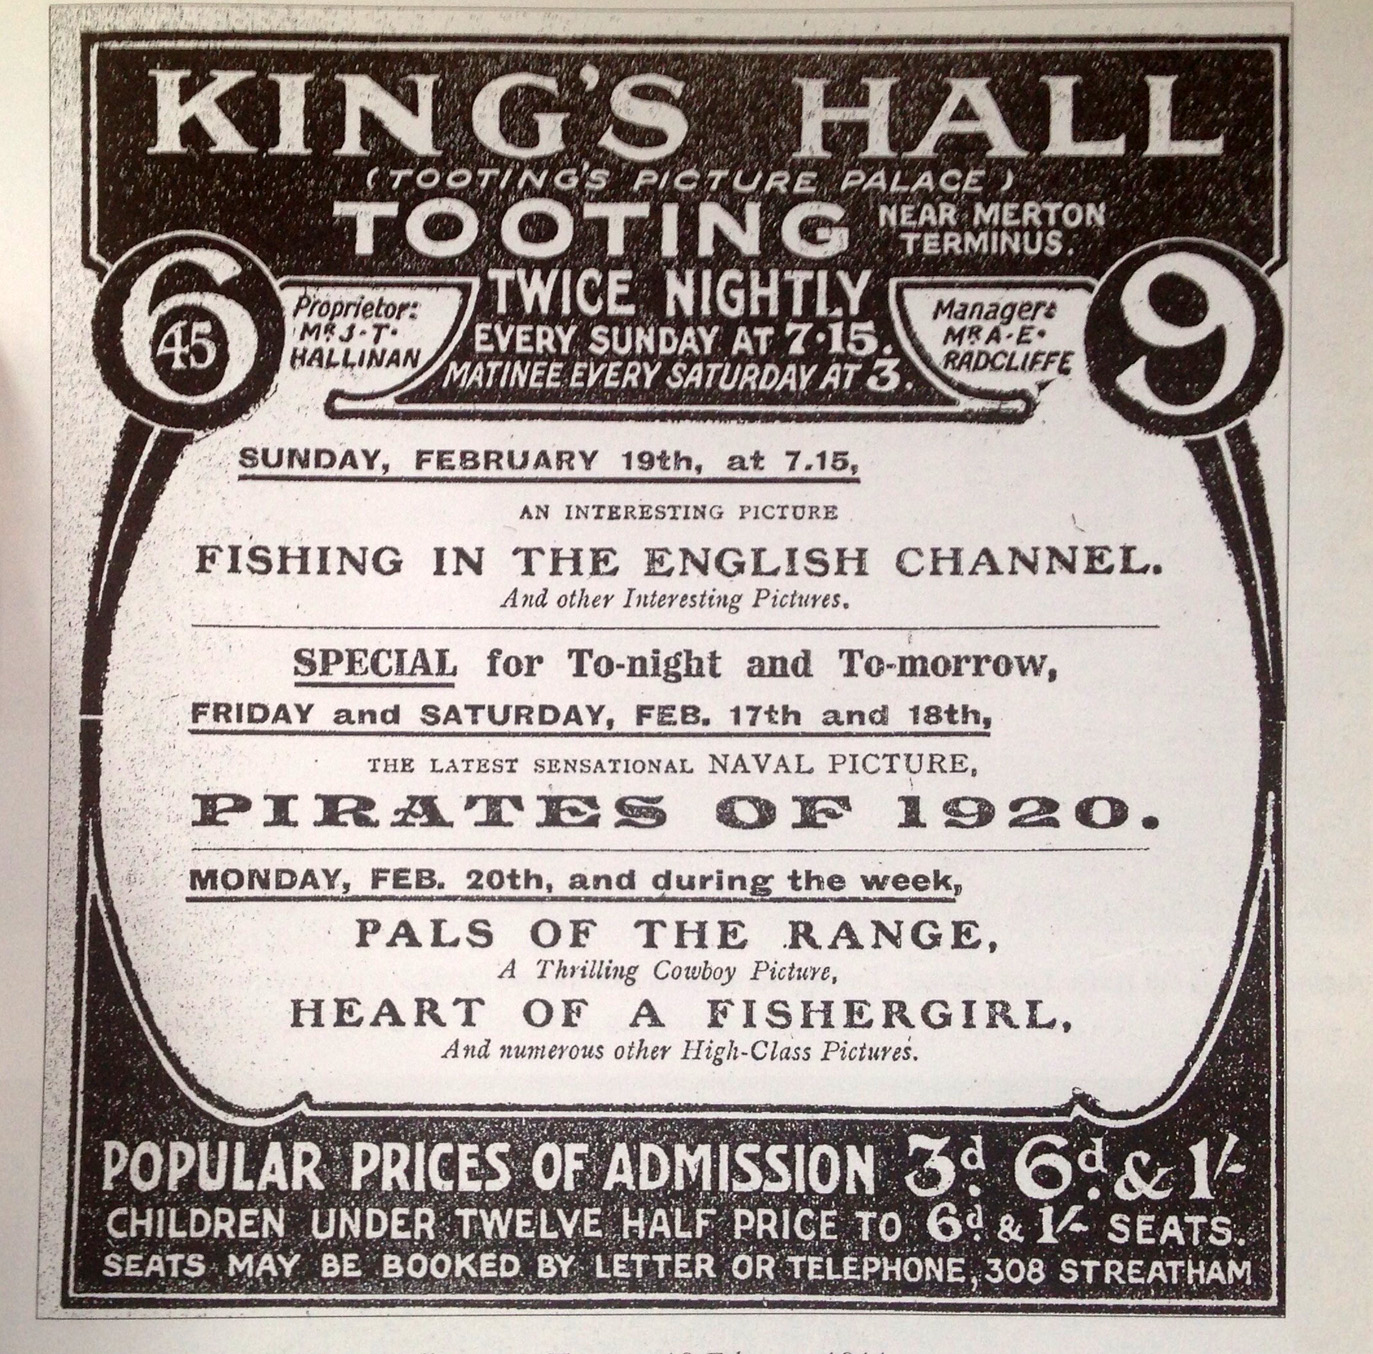 KING'S HALL
(TOOTING'S PICTURE PALACE)
TOOTING NEAR MERTON
TERMINUS.
6 45
Proprietor:
Mr J. T.
HALLINAN
TWICE NIGHTLY
EVERY SUNDAY AT 7.15.
MATINEE EVERY SATURDAY AT 3.
Manager:
Mr A. E.
RADCLIFFE
9
SUNDAY, FEBRUARY 19th, at 7.15,
AN INTERESTING PICTURE
FISHING IN THE ENGLISH CHANNEL.
And other Interesting Pictures.
SPECIAL for To-night and To-morrow,
FRIDAY and SATURDAY, FEB. 17th and 18th,
THE LATEST SENSATIONAL NAVAL PICTURE,
PIRATES OF 1920.
MONDAY, FEB. 20th, and during the week,
PALS OF THE RANGE,
A Thrilling Cowboy Picture,
HEART OF A FISHERGIRL,
And numerous other High-Class Pictures.
POPULAR PRICES OF ADMISSION 3d. 6d. & 1/-
CHILDREN UNDER TWELVE HALF PRICE TO 6d. & 1/- SEATS.
SEATS MAY BE BOOKED BY LETTER OR TELEPHONE, 308 STREATHAM